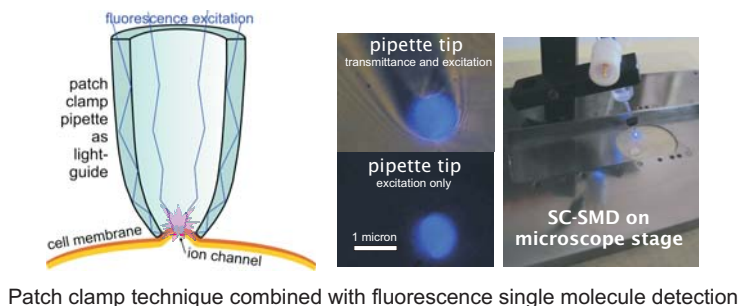 fluorescence excitation
patch
clamp
pipette
as
light-
guide
cell membrane
ion channel
pipette tip
transmittance and excitation
pipette tip
excitation only
1 micron
SC-SMD on
microscope stage
Patch clamp technique combined with fluorescence single molecule detection